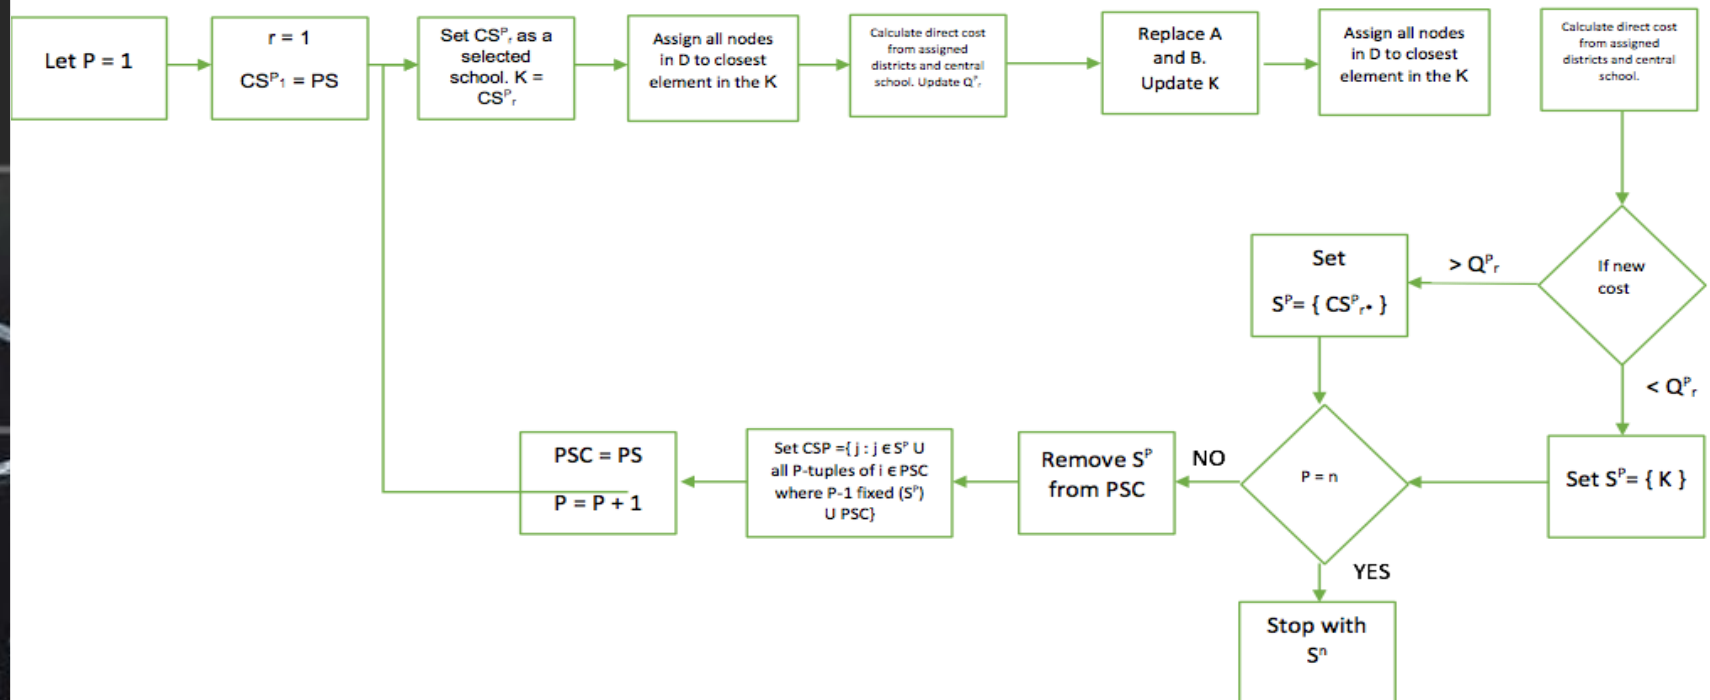 Let P = 1
r = 1
CSᴾ₁ = PS
Set CSᴾᵣ as a
selected
school. K =
CSᴾᵣ
Assign all nodes
in D to closest
element in the K
Calculate direct cost
from assigned
districts and central
school. Update Qᴾᵣ
Replace A
and B.
Update K
Assign all nodes
in D to closest
element in the K
Calculate direct cost
from assigned
districts and central
school.
If new
cost
> Qᴾᵣ
Set
Sᴾ= { CSᴾᵣ* }
< Qᴾᵣ
Set Sᴾ= { K }
P = n
NO
Remove Sᴾ
from PSC
Set CSP ={ j : j ∈ Sᴾ U
all P-tuples of i ∈ PSC
where P-1 fixed (Sᴾ)
U PSC}
PSC = PS
P = P + 1
YES
Stop with
Sⁿ